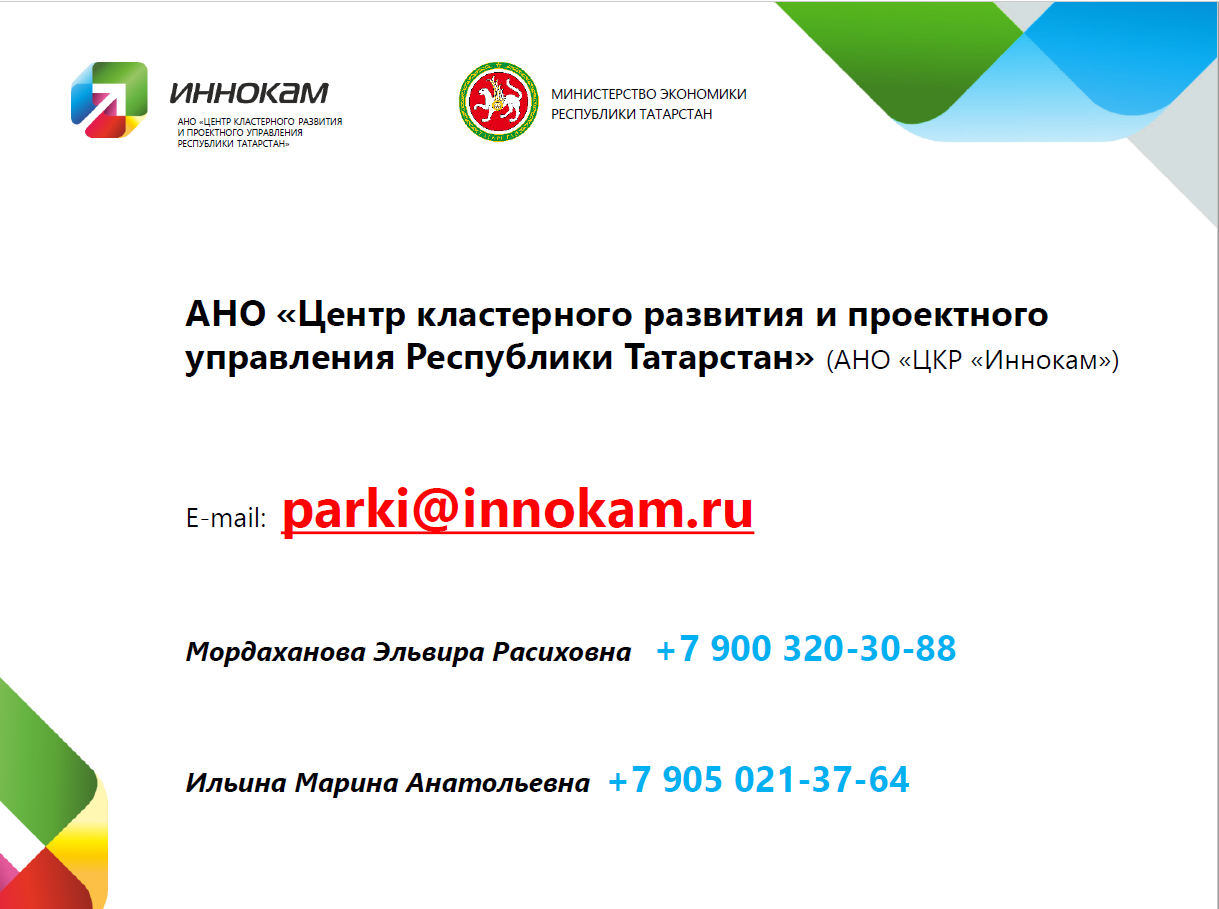 ИННОКАМ
АНО «ЦЕНТР КЛАСТЕРНОГО РАЗВИТИЯ
И ПРОЕКТНОГО УПРАВЛЕНИЯ
РЕСПУБЛИКИ ТАТАРСТАН»
МИНИСТЕРСТВО ЭКОНОМИКИ
РЕСПУБЛИКИ ТАТАРСТАН
АНО «Центр кластерного развития и проектного
управления Республики Татарстан» (АНО «ЦКР «Иннокам»)
E-mail: parki@innokam.ru
Мордаханова Эльвира Расиховна +7 900 320-30-88
Ильина Марина Анатольевна +7 905 021-37-64